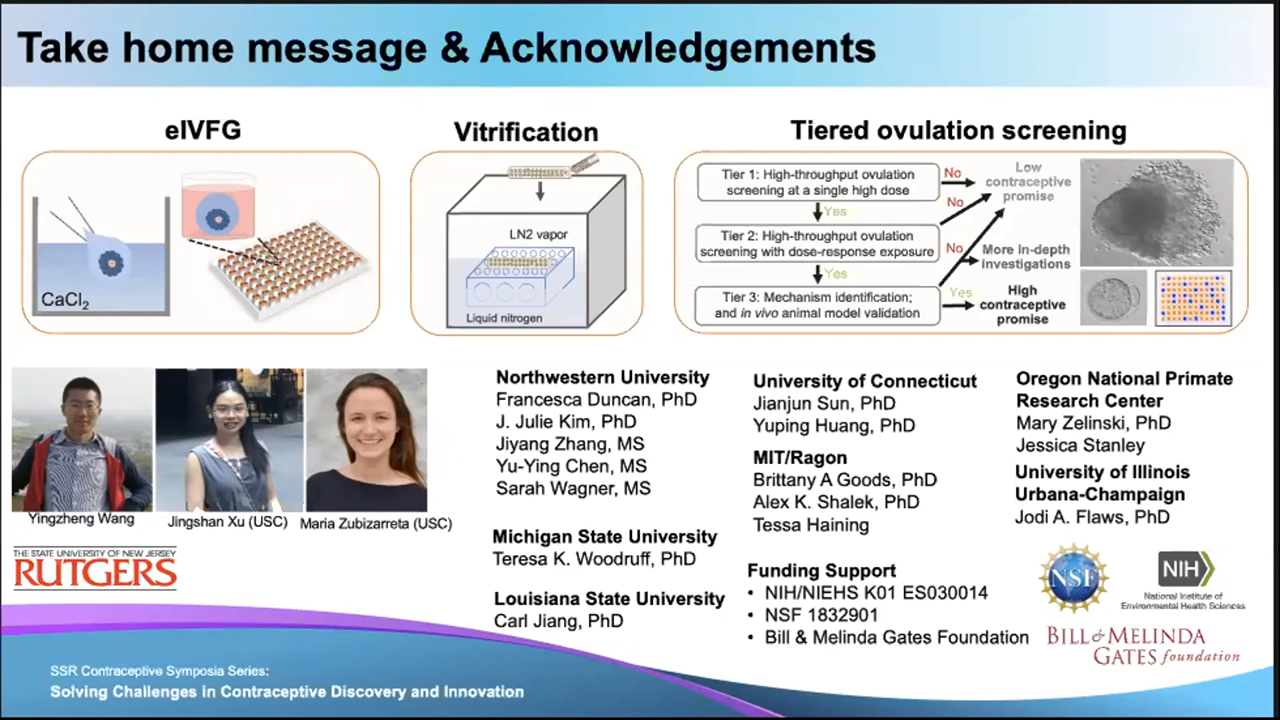 Take home message & Acknowledgements
eIVFG
CaCl2
Vitrification
LN2 vapor
Liquid nitrogen
Tiered ovulation screening
Tier 1: High-throughput ovulation
screening at a single high dose
No
Low
contraceptive
promise
Yes
No
Tier 2: High-throughput ovulation
screening with dose-response exposure
No
More in-depth
investigations
Yes
Tier 3: Mechanism identification;
and in vivo animal model validation
Yes
High
contraceptive
promise
Yingzheng Wang
Jingshan Xu (USC)
Maria Zubizarreta (USC)
THE STATE UNIVERSITY OF NEW JERSEY
RUTGERS
Northwestern University
Francesca Duncan, PhD
J. Julie Kim, PhD
Jiyang Zhang, MS
Yu-Ying Chen, MS
Sarah Wagner, MS
Michigan State University
Teresa K. Woodruff, PhD
Louisiana State University
Carl Jiang, PhD
University of Connecticut
Jianjun Sun, PhD
Yuping Huang, PhD
MIT/Ragon
Brittany A Goods, PhD
Alex K. Shalek, PhD
Tessa Haining
Funding Support
• NIH/NIEHS K01 ES030014
• NSF 1832901
• Bill & Melinda Gates Foundation
Oregon National Primate
Research Center
Mary Zelinski, PhD
Jessica Stanley
University of Illinois
Urbana-Champaign
Jodi A. Flaws, PhD
NSF
NIH
National Institute of
Environmental Health Sciences
BILL & MELINDA
GATES foundation
SSR Contraceptive Symposia Series:
Solving Challenges in Contraceptive Discovery and Innovation